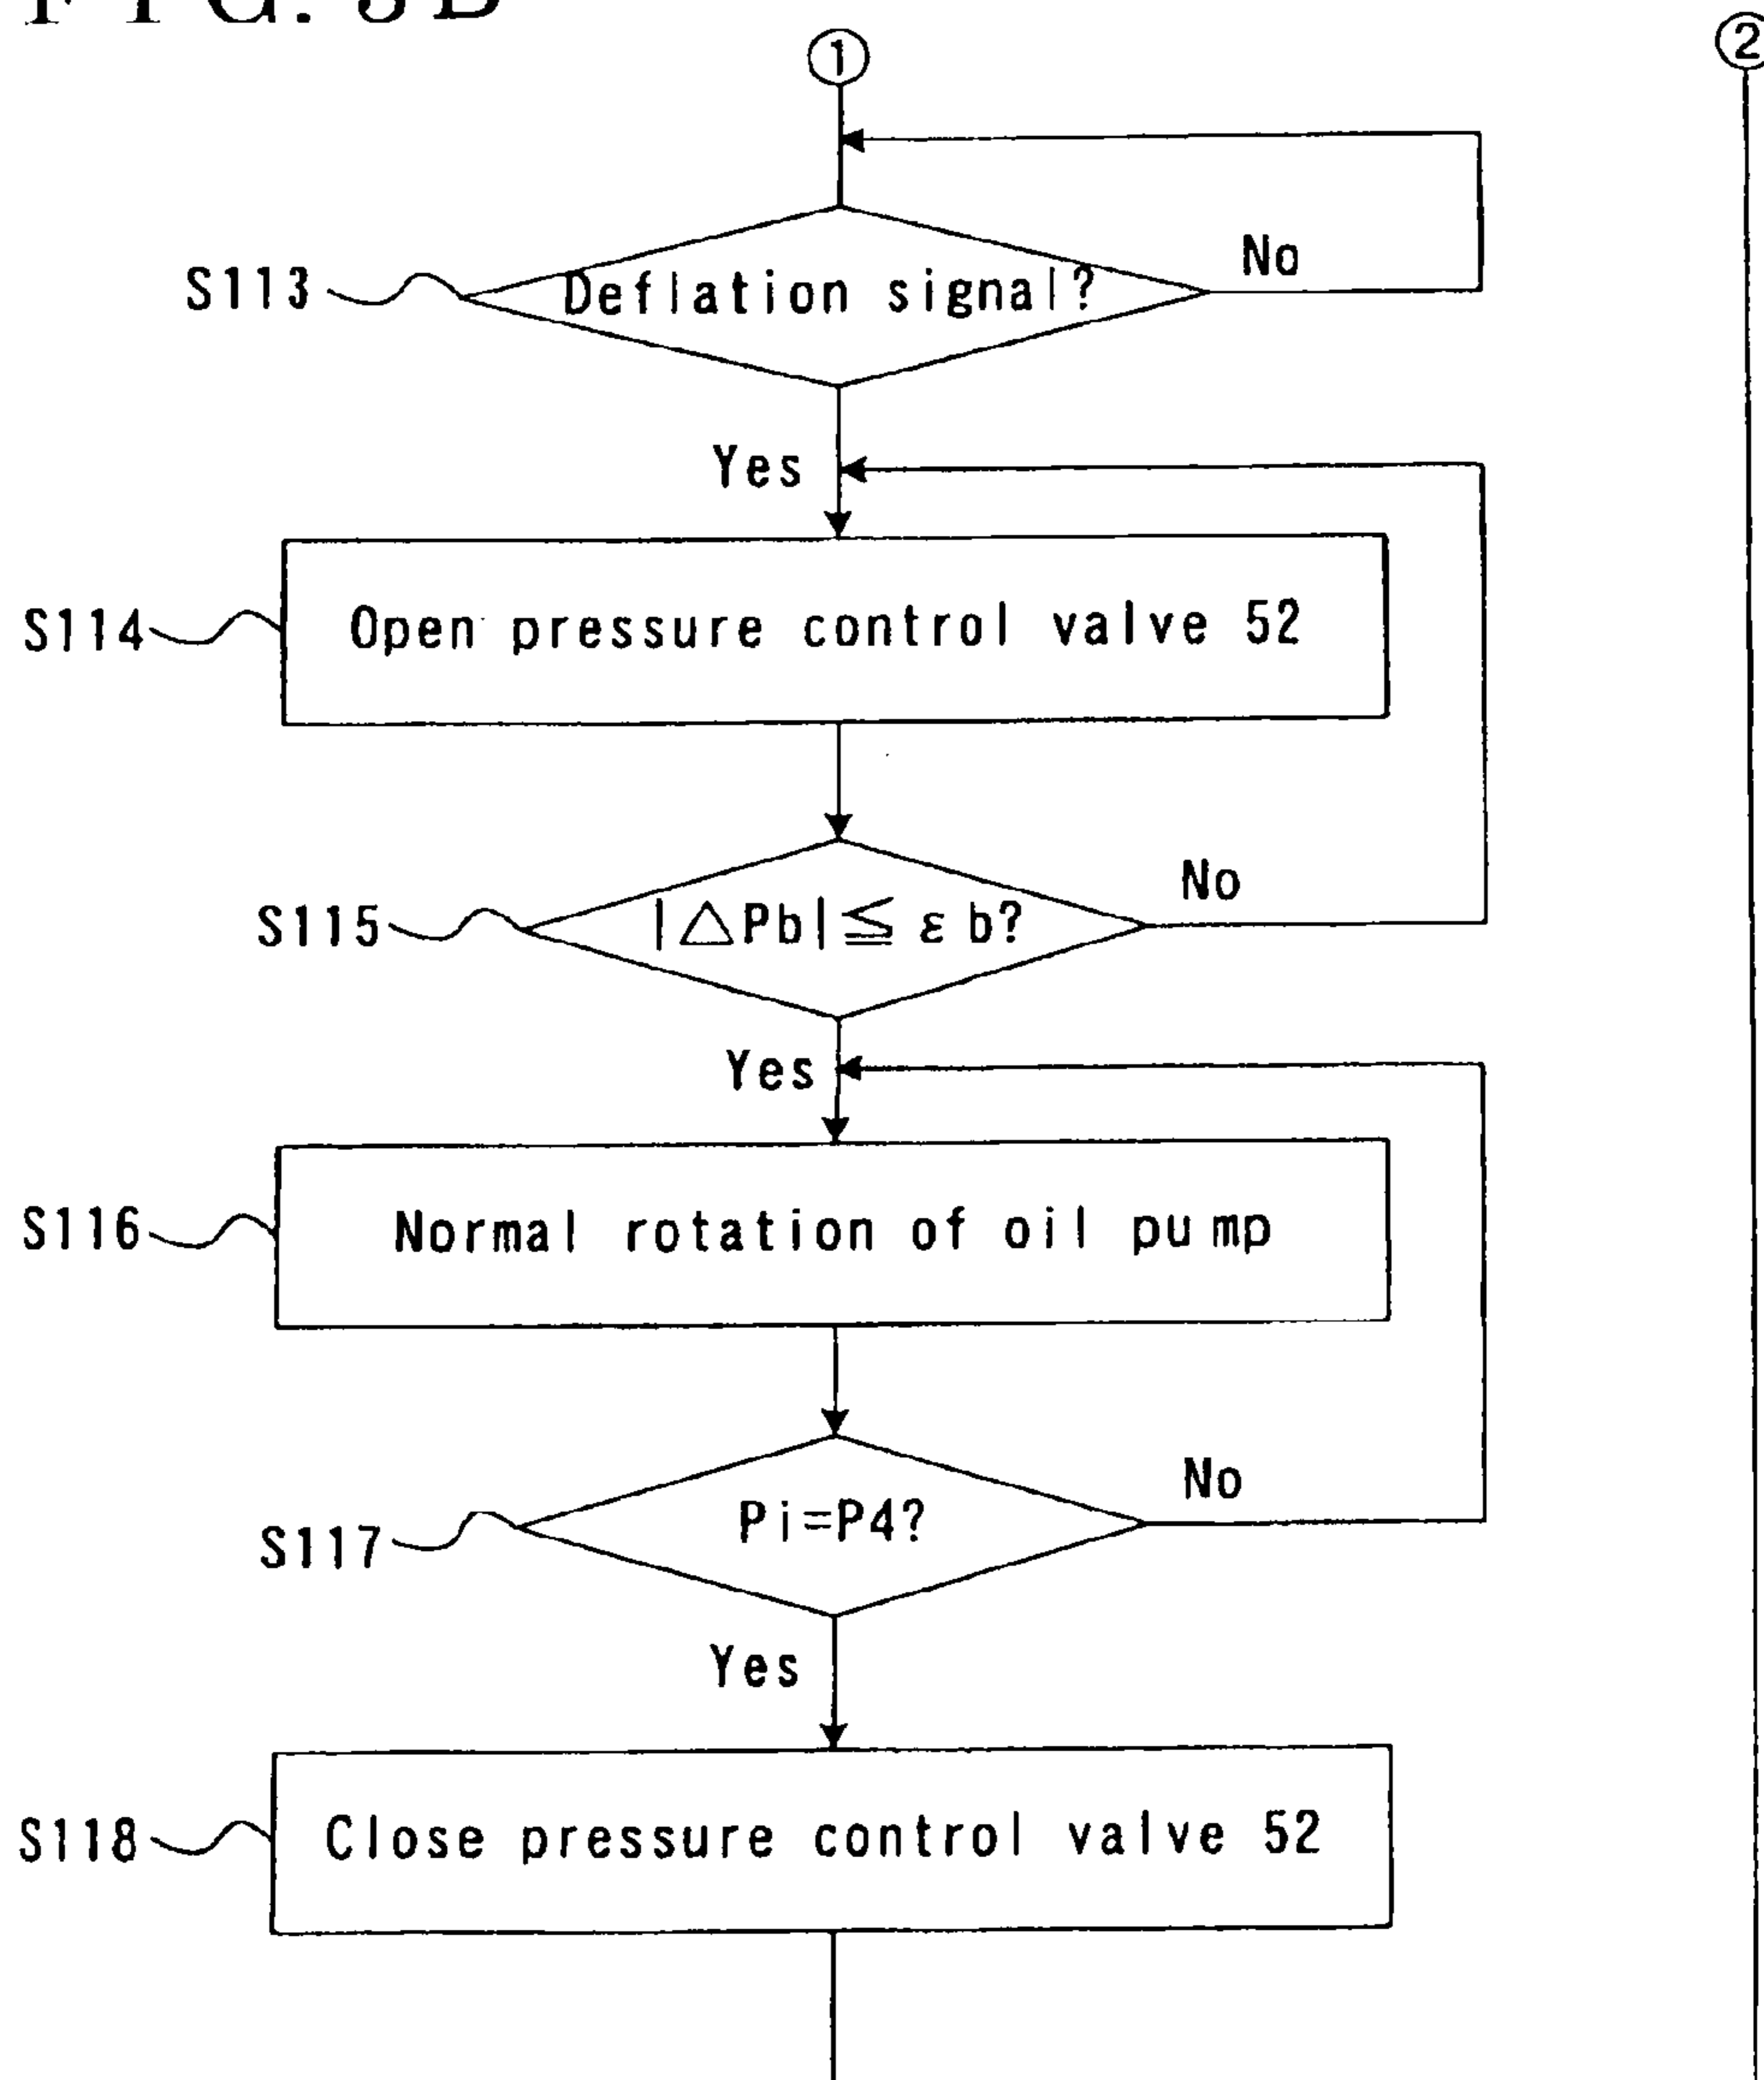 ①
②
No
S113
Deflation signal?
Yes
S114
Open pressure control valve 52
No
S115
|△Pb|≦εb?
Yes
S116
Normal rotation of oil pump
No
S117
Pi=P4?
Yes
S118
Close pressure control valve 52